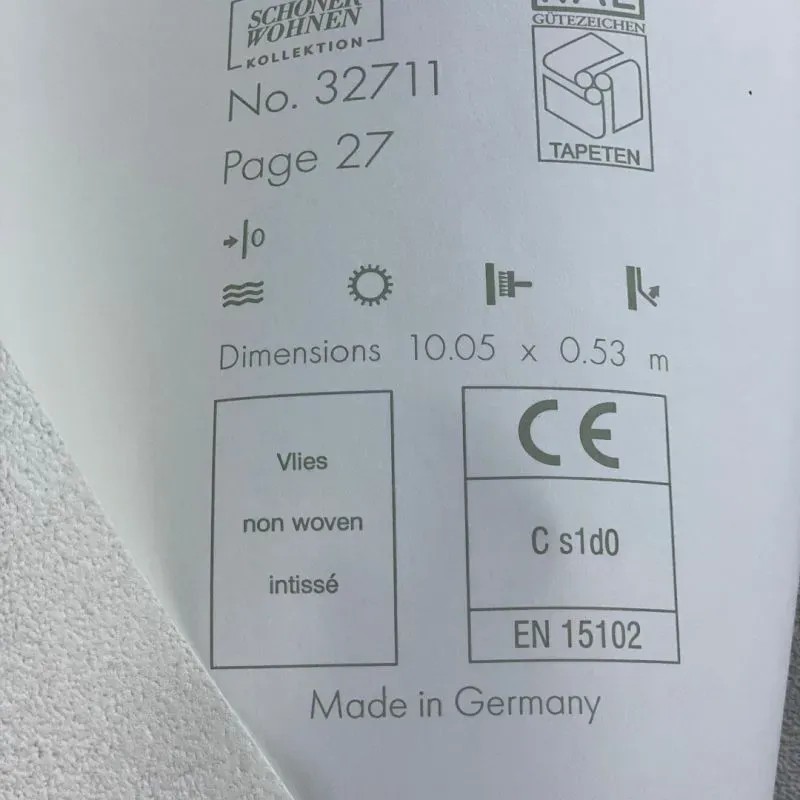 SCHÖNER
WOHNEN
KOLLEKTION
No. 32711
Page 27
GÜTEZEICHEN
TAPETEN
0
Dimensions 10.05 x 0.53 m
Vlies
non woven
intissé
CE
C s1d0
EN 15102
Made in Germany